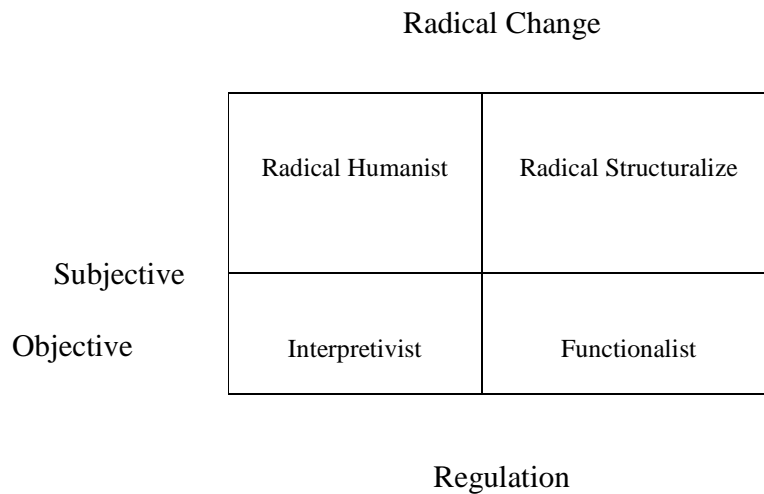 Radical Change
Radical Humanist
Radical Structuralize
Subjective
Objective
Interpretivist
Functionalist
Regulation